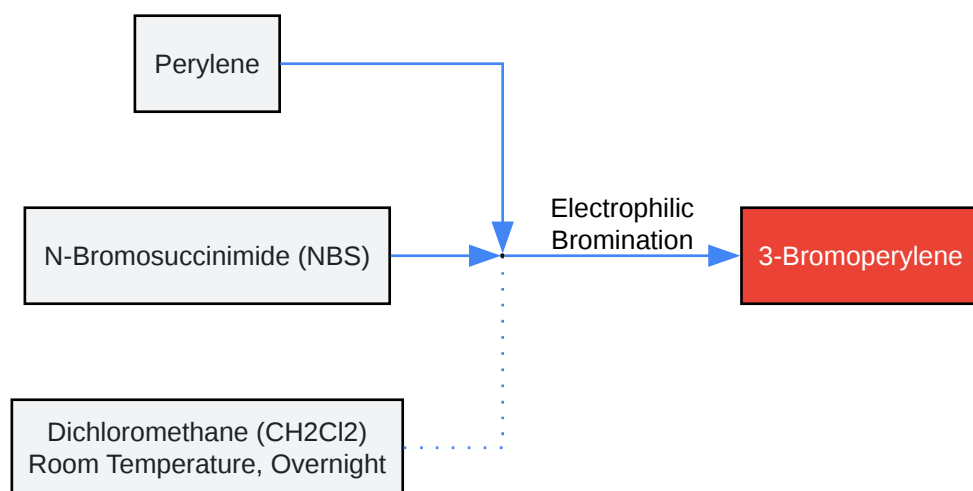 Perylene
N-Bromosuccinimide (NBS)
Electrophilic
Bromination
3-Bromoperylene
Dichloromethane (CH2Cl2)
Room Temperature, Overnight